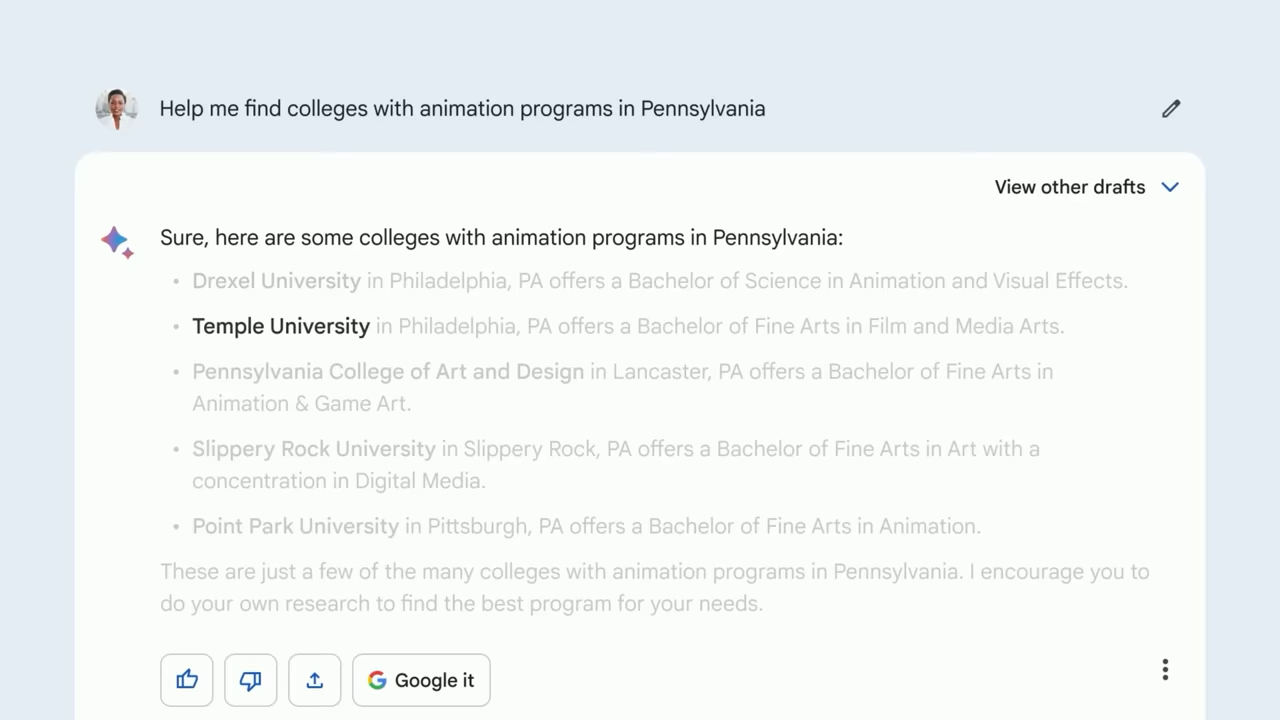 Help me find colleges with animation programs in Pennsylvania
View other drafts
Sure, here are some colleges with animation programs in Pennsylvania:
• Drexel University in Philadelphia, PA offers a Bachelor of Science in Animation and Visual Effects.
• Temple University in Philadelphia, PA offers a Bachelor of Fine Arts in Film and Media Arts.
• Pennsylvania College of Art and Design in Lancaster, PA offers a Bachelor of Fine Arts in
Animation & Game Art.
• Slippery Rock University in Slippery Rock, PA offers a Bachelor of Fine Arts in Art with a
concentration in Digital Media.
• Point Park University in Pittsburgh, PA offers a Bachelor of Fine Arts in Animation.
These are just a few of the many colleges with animation programs in Pennsylvania. I encourage you to
do your own research to find the best program for your needs.
Google it